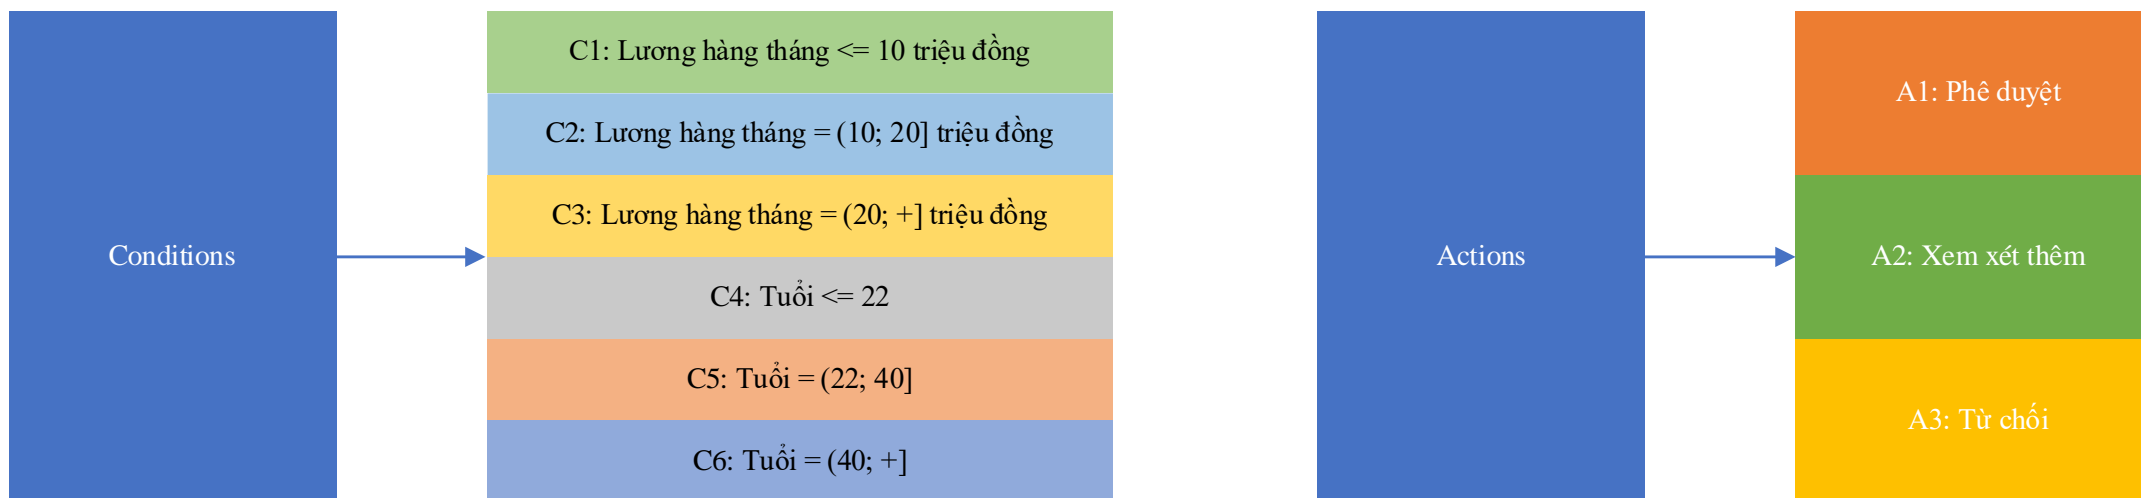 Conditions
C1: Lương hàng tháng <= 10 triệu đồng
C2: Lương hàng tháng = (10; 20] triệu đồng
C3: Lương hàng tháng = (20; +] triệu đồng
C4: Tuổi <= 22
C5: Tuổi = (22; 40]
C6: Tuổi = (40; +]
Actions
A1: Phê duyệt
A2: Xem xét thêm
A3: Từ chối